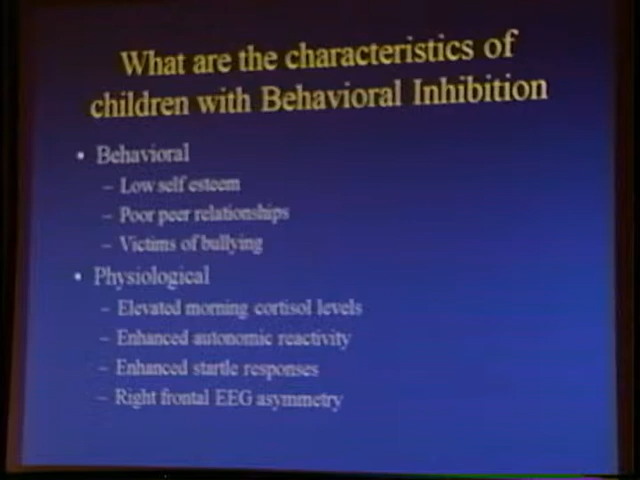 What are the characteristics of
children with Behavioral Inhibition
• Behavioral
– Low self esteem
– Poor peer relationships
– Victims of bullying
• Physiological
– Elevated morning cortisol levels
– Enhanced autonomic reactivity
– Enhanced startle responses
– Right frontal EEG asymmetry